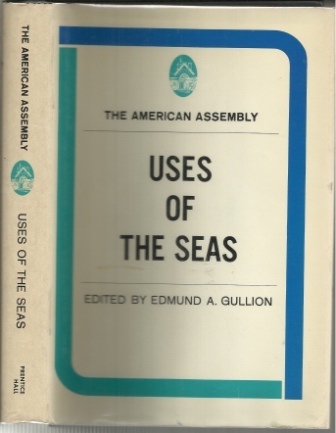 THE AMERICAN ASSEMBLY
USES OF THE SEAS
PRENTICE
HALL
THE AMERICAN ASSEMBLY
USES
OF
THE SEAS
EDITED BY EDMUND A. GULLION